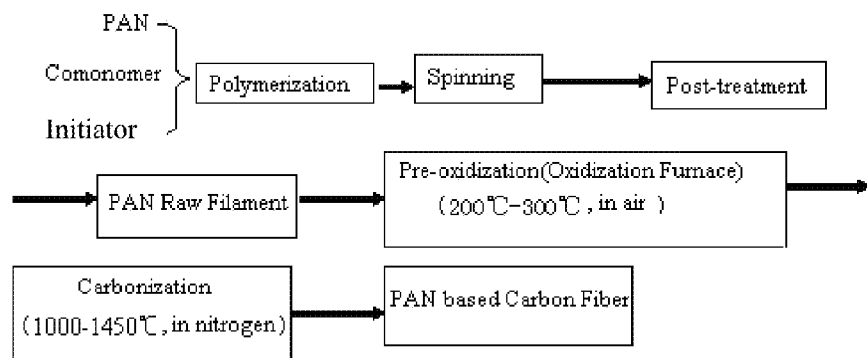 PAN
Comonomer
Initiator
Polymerization
Spinning
Post-treatment
PAN Raw Filament
Pre-oxidization(Oxidization Furnace)
(200℃-300℃, in air )
Carbonization
(1000-1450℃, in nitrogen)
PAN based Carbon Fiber